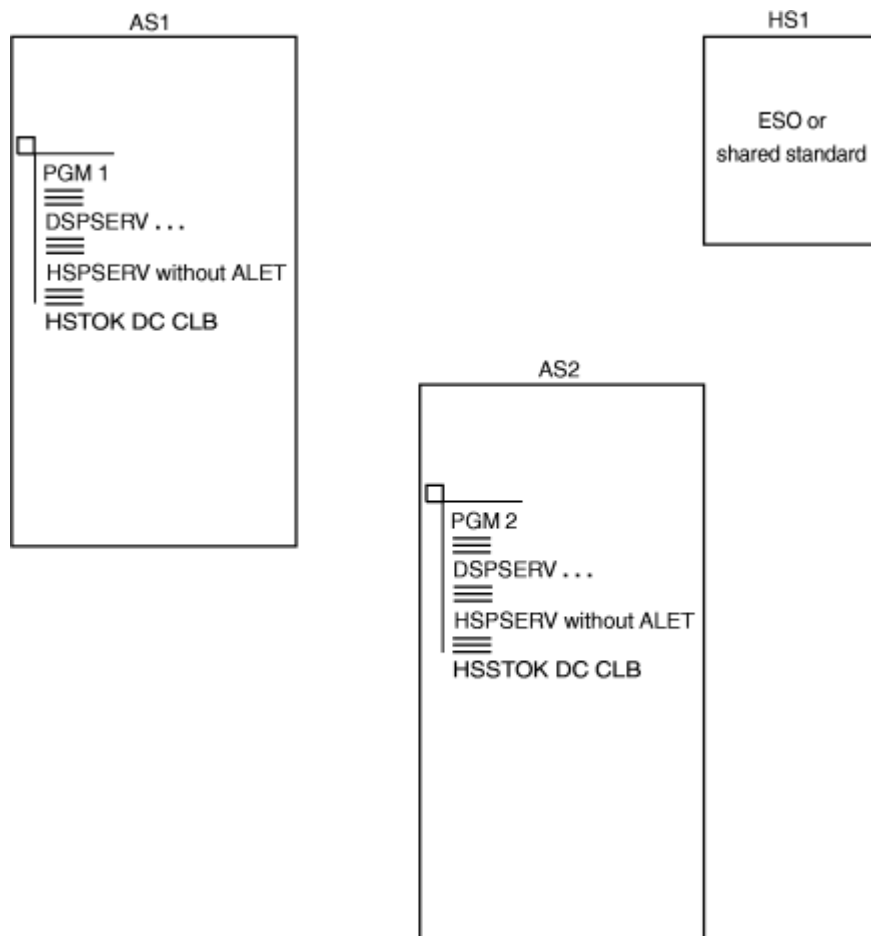 AS1
PGM 1
DSPSERV . . .
HSPSERV without ALET
HSTOK DC CLB
HS1
ESO or
shared standard
AS2
PGM 2
DSPSERV . . .
HSPSERV without ALET
HSSTOK DC CLB